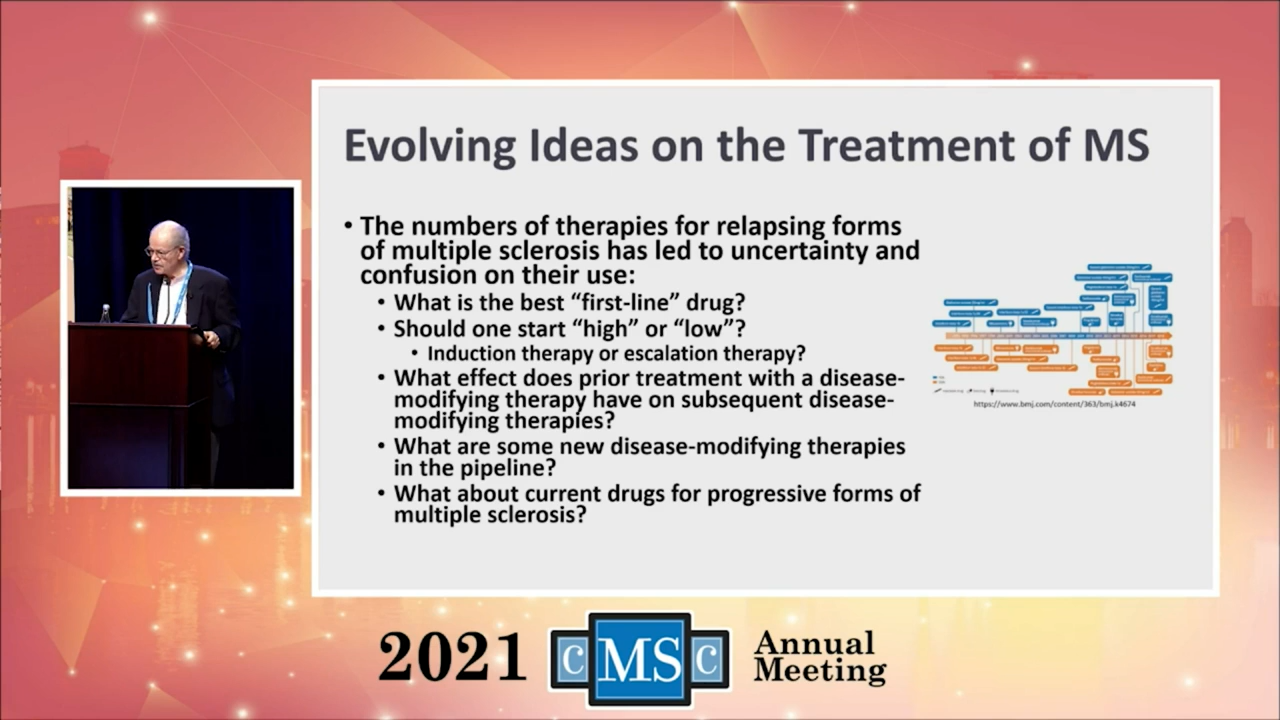 Evolving Ideas on the Treatment of MS
• The numbers of therapies for relapsing forms
of multiple sclerosis has led to uncertainty and
confusion on their use:
• What is the best “first-line” drug?
• Should one start “high” or “low”?
• Induction therapy or escalation therapy?
• What effect does prior treatment with a disease-
modifying therapy have on subsequent disease-
modifying therapies?
• What are some new disease-modifying therapies
in the pipeline?
• What about current drugs for progressive forms of
multiple sclerosis?
https://www.bmj.com/content/363/bmj.k4674
2021
C MS C
Annual
Meeting